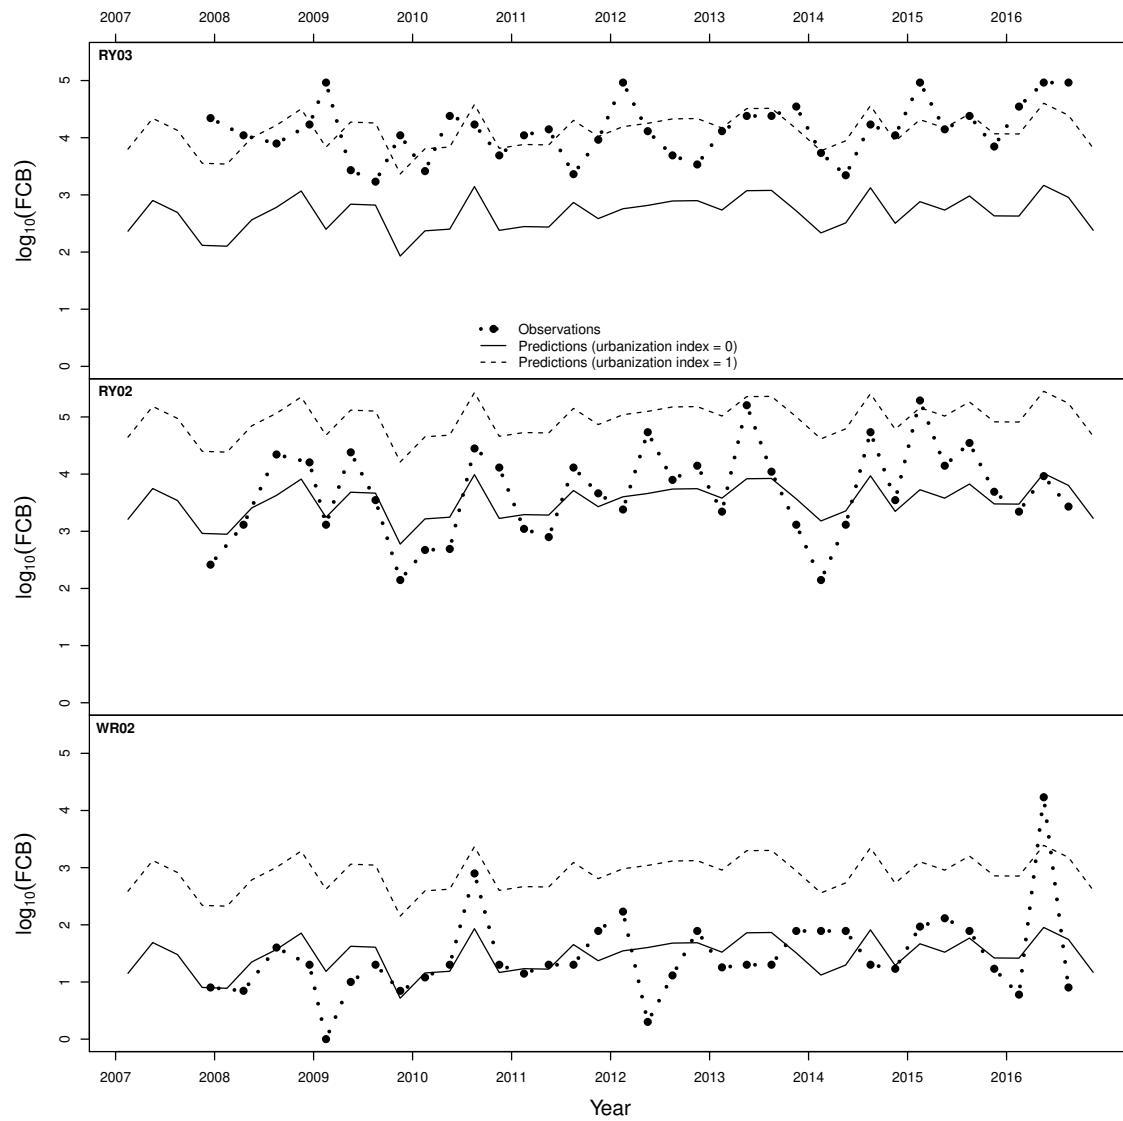 2007 2008 2009 2010 2011 2012 2013 2014 2015 2016
RY03
5
4
3
2
1
0
log10(FCB)
Observations
Predictions (urbanization index = 0)
Predictions (urbanization index = 1)
RY02
5
4
3
2
1
0
log10(FCB)
WR02
5
4
3
2
1
0
log10(FCB)
2007 2008 2009 2010 2011 2012 2013 2014 2015 2016
Year